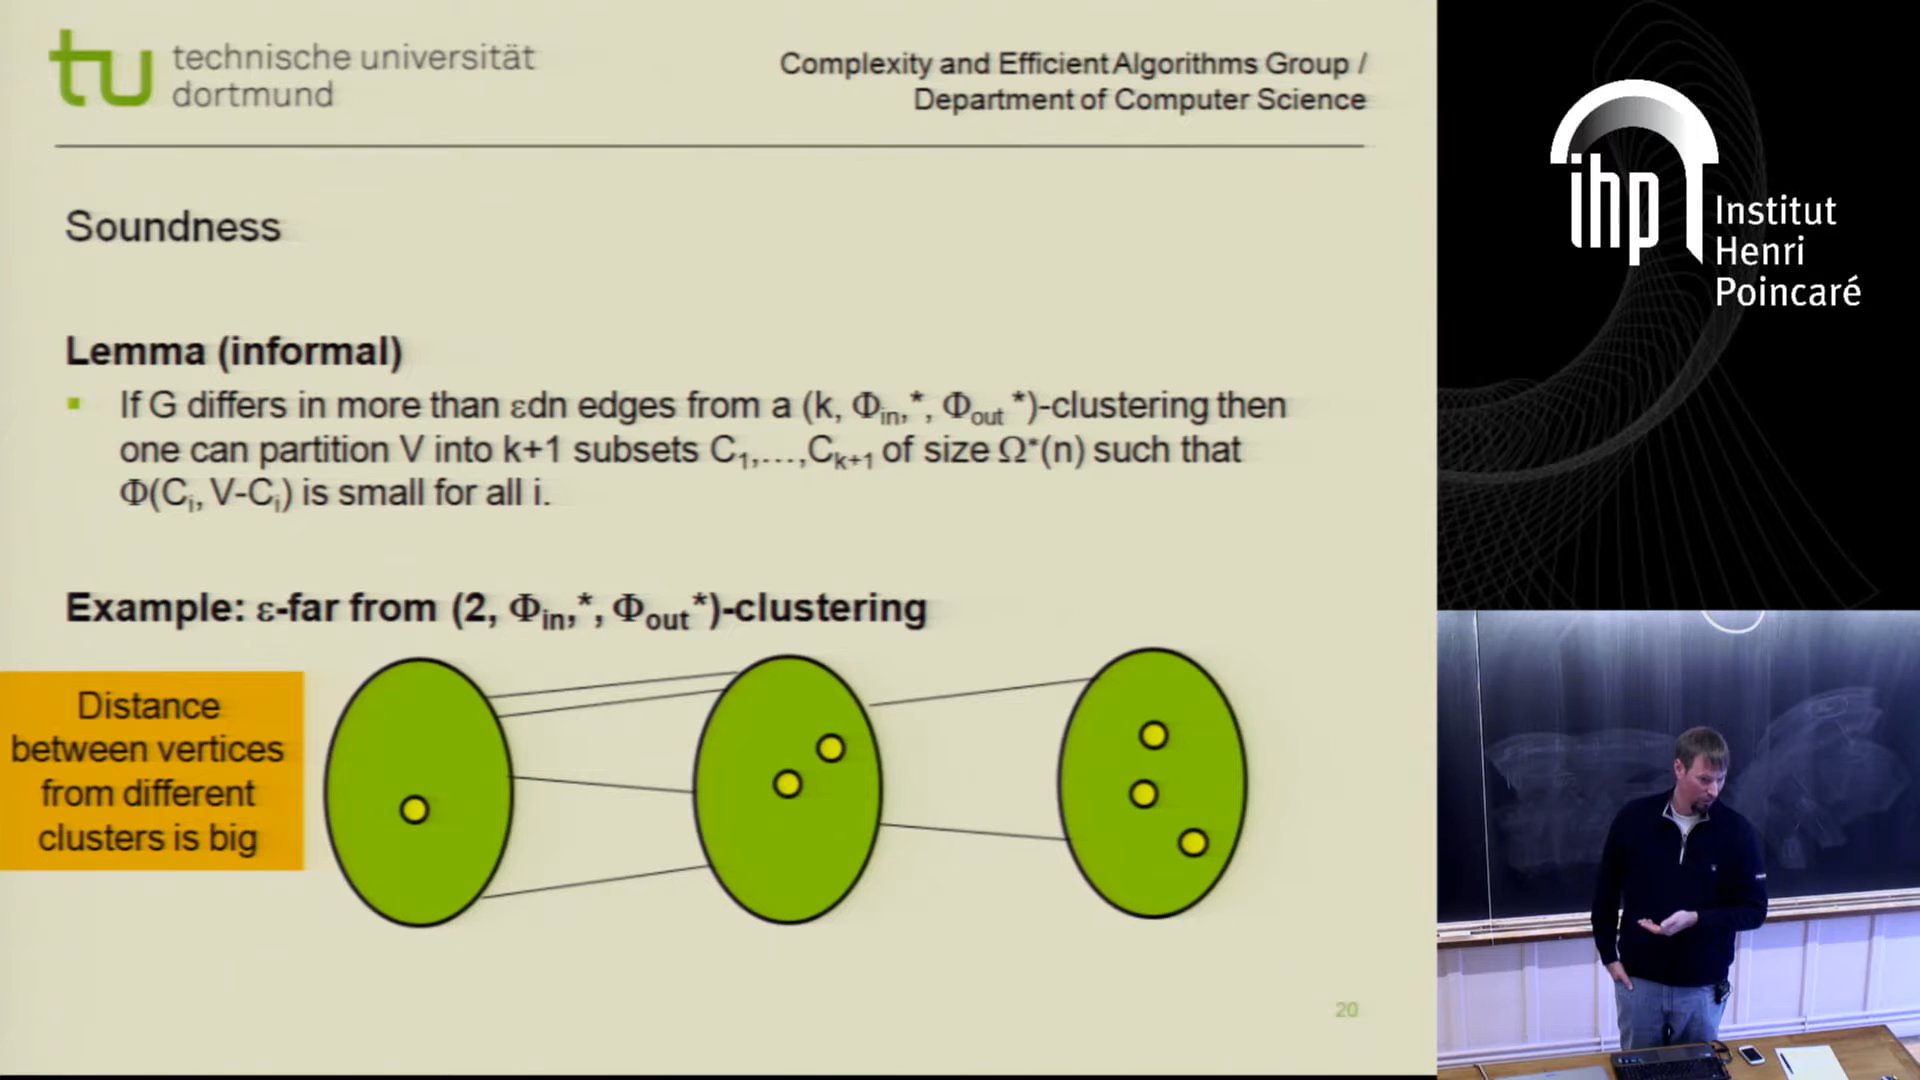 technische universität
dortmund
Complexity and Efficient Algorithms Group /
Department of Computer Science
Soundness
Lemma (informal)
If G differs in more than εdn edges from a (k, Φin,*, Φout *)-clustering then
one can partition V into k+1 subsets C1,…,Ck+1 of size Ω*(n) such that
Φ(Ci, V-Ci) is small for all i.
Example: ε-far from (2, Φin,*, Φout*)-clustering
Distance
between vertices
from different
clusters is big
20
ihp
Institut
Henri
Poincaré